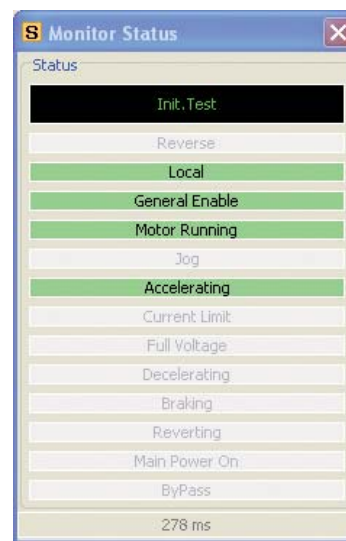 S Monitor Status
Status
Init.Test
Reverse
Local
General Enable
Motor Running
Jog
Accelerating
Current Limit
Full Voltage
Decelerating
Braking
Reverting
Main Power On
ByPass
278 ms